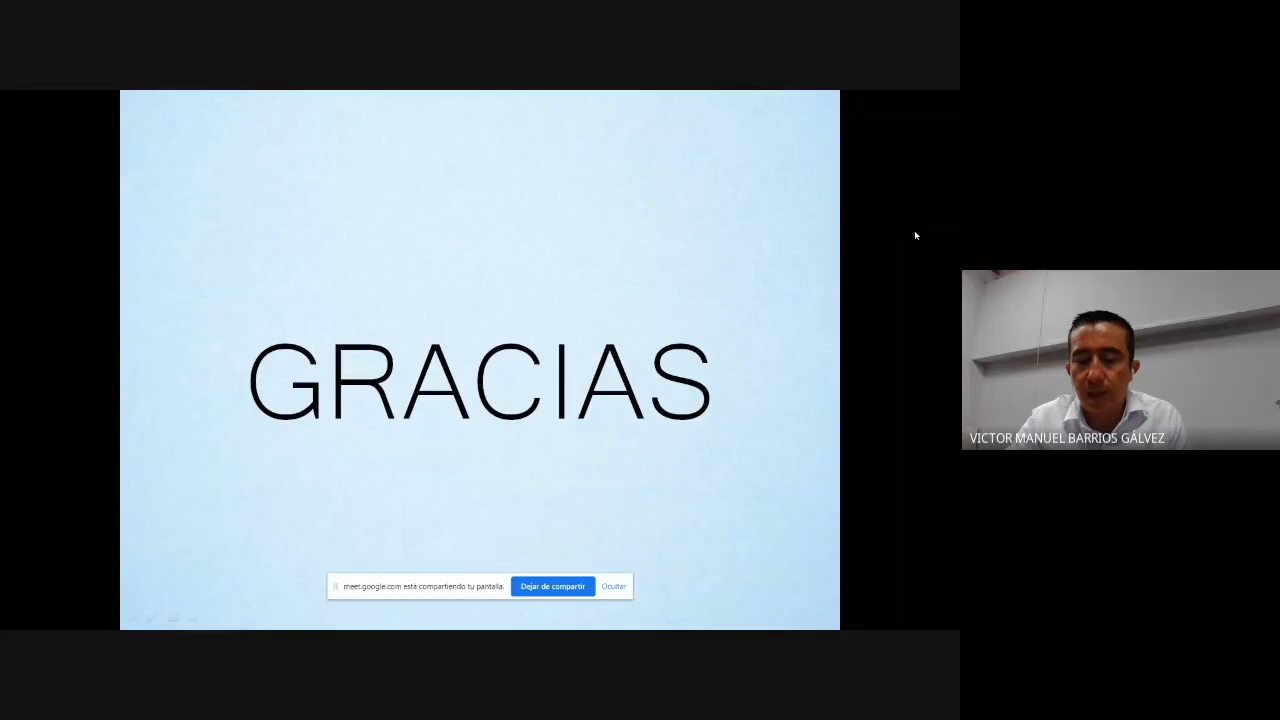 GRACIAS
meet.google.com está compartiendo tu pantalla.
Dejar de compartir
Ocultar
VICTOR MANUEL BARRIOS GÁLVEZ